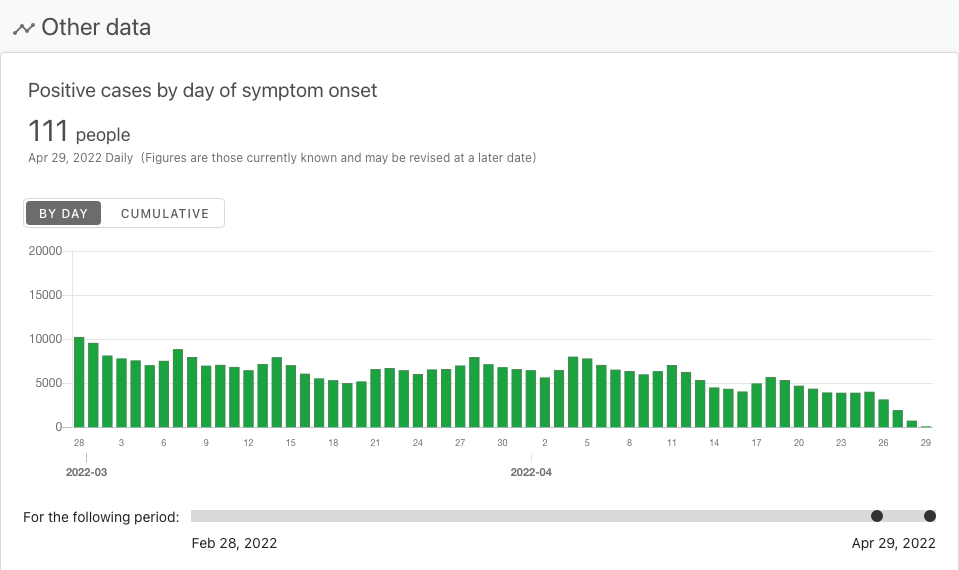 Other data
Positive cases by day of symptom onset
111 people
Apr 29, 2022 Daily (Figures are those currently known and may be revised at a later date)
BY DAY CUMULATIVE
20000
15000
10000
5000
0
28 3 6 9 12 15 18 21 24 27 30 2 5 8 11 14 17 20 23 26 29
2022-03 2022-04
For the following period:
Feb 28, 2022 Apr 29, 2022